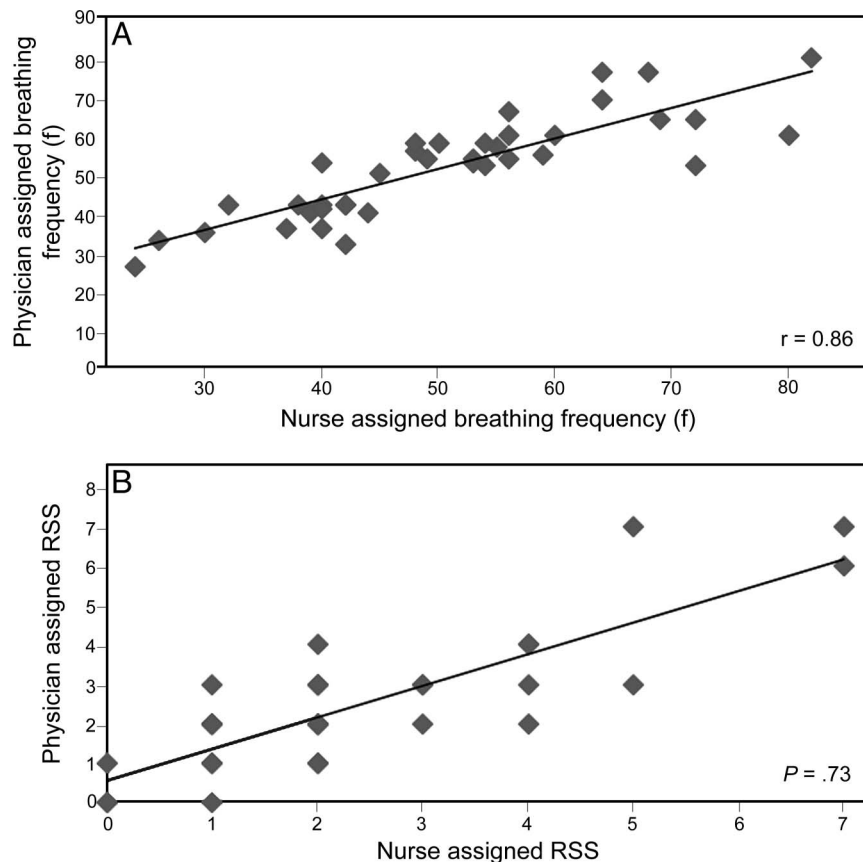 A
90
80
70
60
50
40
30
20
10
0
Physician assigned breathing
frequency (f)
r = 0.86
30 40 50 60 70 80
Nurse assigned breathing frequency (f)
B
8
7
6
5
4
3
2
1
0
Physician assigned RSS
P = .73
0 1 2 3 4 5 6 7
Nurse assigned RSS